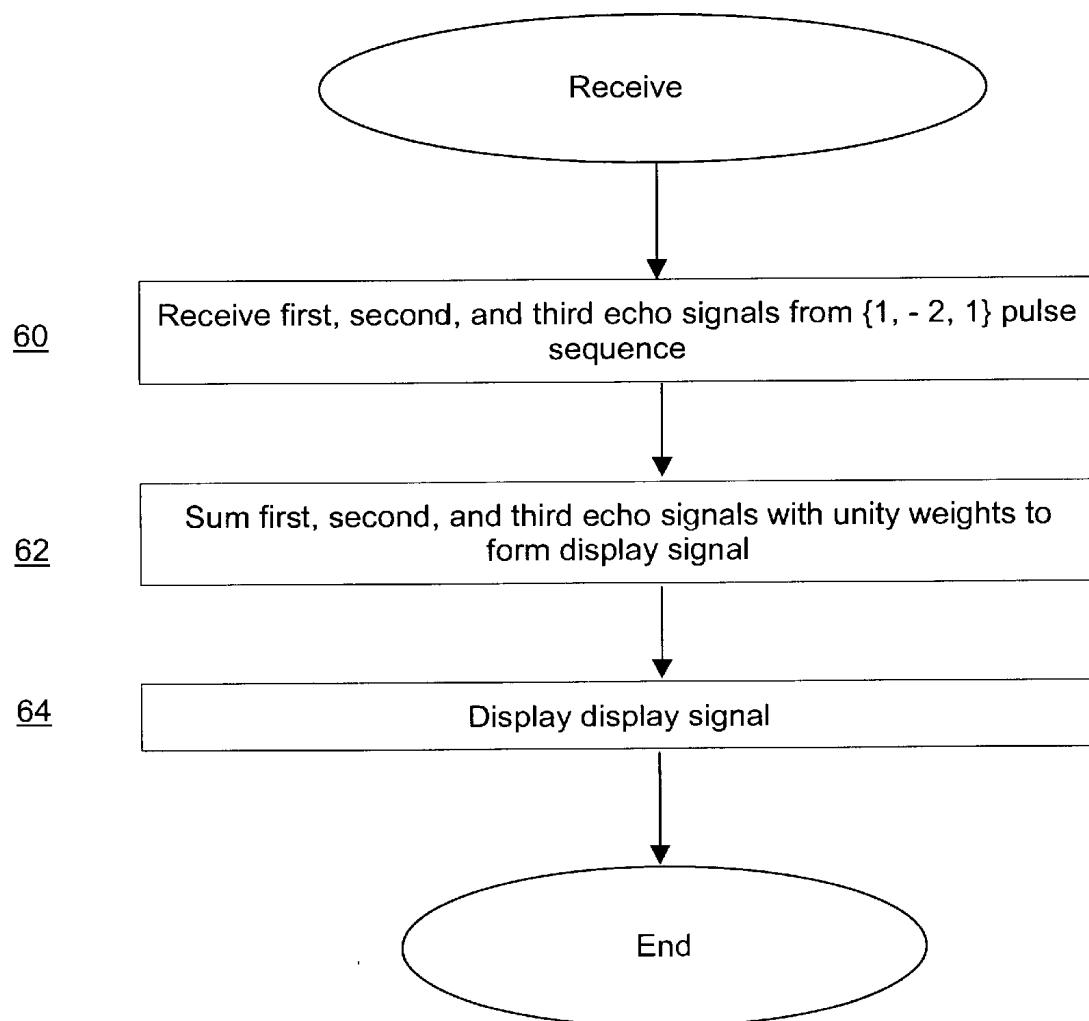 Receive
60
Receive first, second, and third echo signals from {1, - 2, 1} pulse
sequence
62
Sum first, second, and third echo signals with unity weights to
form display signal
64
Display display signal
End